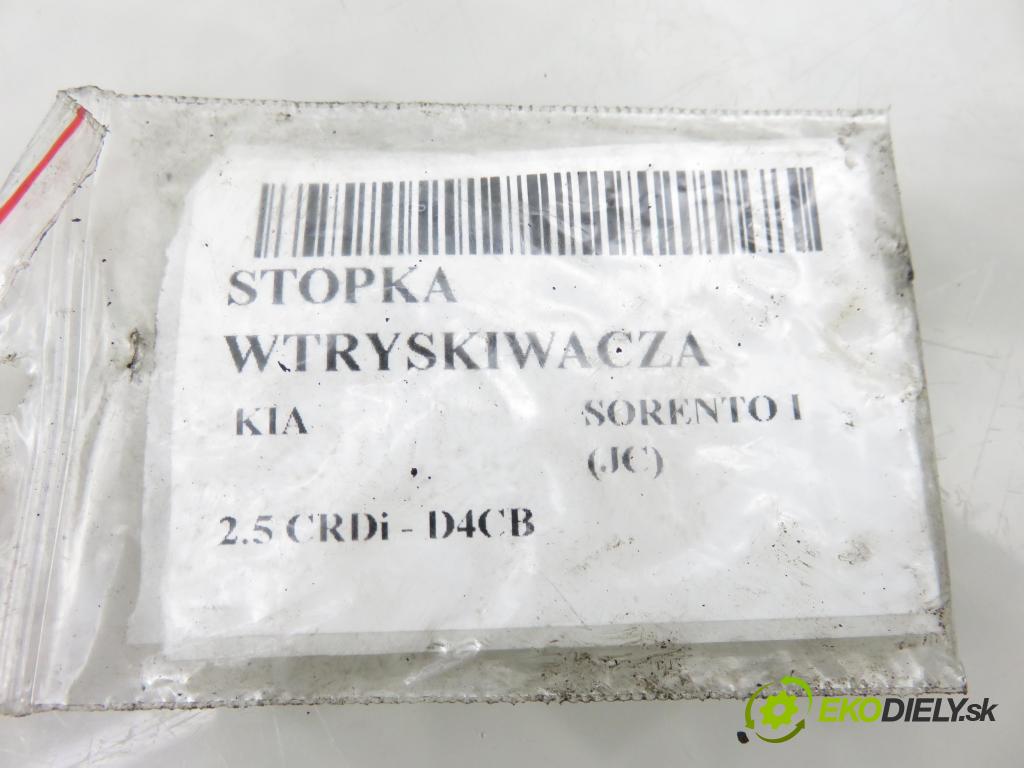 STOPKA
WTRYSKIWACZA
KIA SORENTO I
(JC)
2.5 CRDi - D4CB
EKODIELY.sk